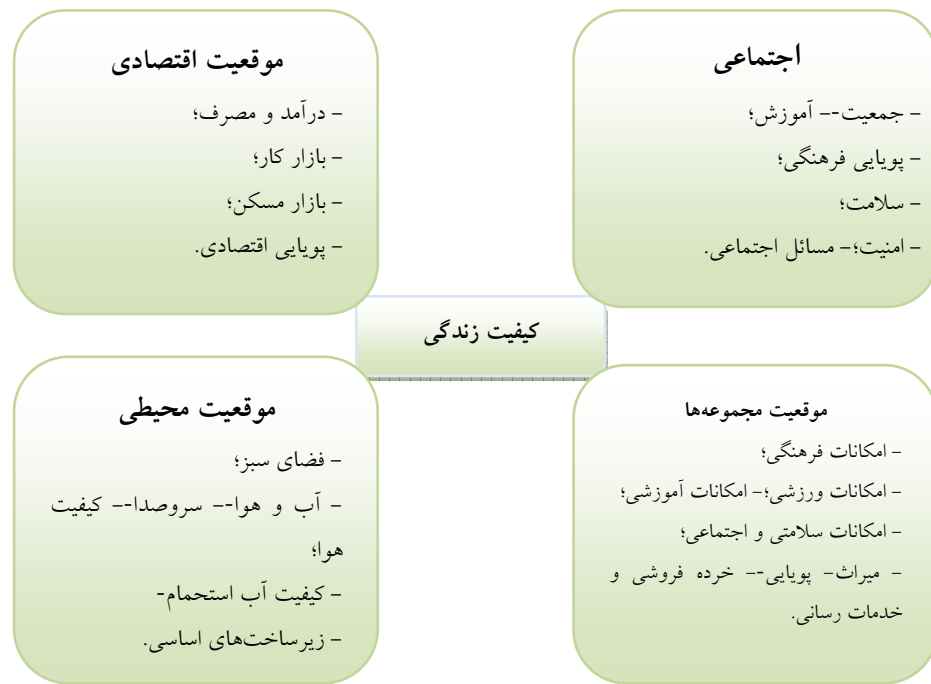 اجتماعی
– جمعیت-– آموزش؛
– پویایی فرهنگی؛
– سلامت؛
– امنیت؛– مسائل اجتماعی.
موقعیت اقتصادی
– درآمد و مصرف؛
– بازار کار؛
– بازار مسکن؛
– پویایی اقتصادی.
کیفیت زندگی
موقعیت مجموعه‌ها
– امکانات فرهنگی؛
– امکانات ورزشی؛– امکانات آموزشی؛
– امکانات سلامتی و اجتماعی؛
– میراث– پویایی-– خرده فروشی و
خدمات رسانی.
موقعیت محیطی
– فضای سبز؛
– آب و هوا-– سروصدا-– کیفیت
هوا؛
– کیفیت آب استحمام-
– زیرساخت‌های اساسی.